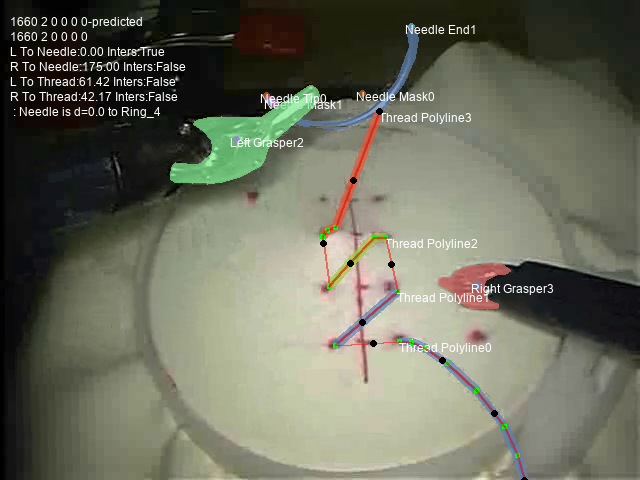 1660 2 0 0 0 0-predicted
1660 2 0 0 0 0
L To Needle:0.00 Inters:True
R To Needle:175.00 Inters:False
L To Thread:61.42 Inters:False
R To Thread:42.17 Inters:False
: Needle is d=0.0 to Ring_4
Needle End1
Needle Tip0
Needle Mask0
Needle Mask1
Thread Polyline3
Left Grasper2
Thread Polyline2
Right Grasper3
Thread Polyline1
Thread Polyline0